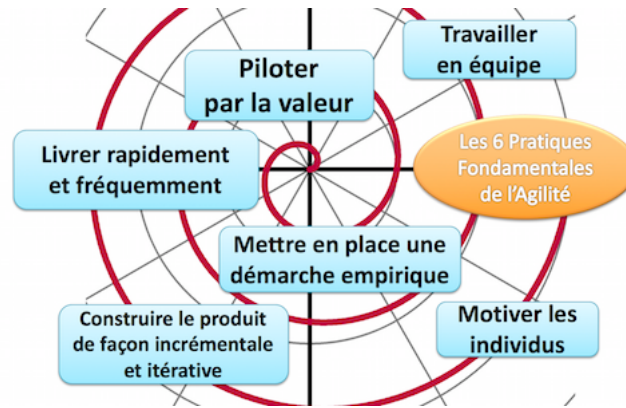 Travailler
en équipe
Piloter
par la valeur
Les 6 Pratiques
Fondamentales
de l'Agilité
Livrer rapidement
et fréquemment
Mettre en place une
démarche empirique
Construire le produit
de façon incrémentale
et itérative
Motiver les
individus